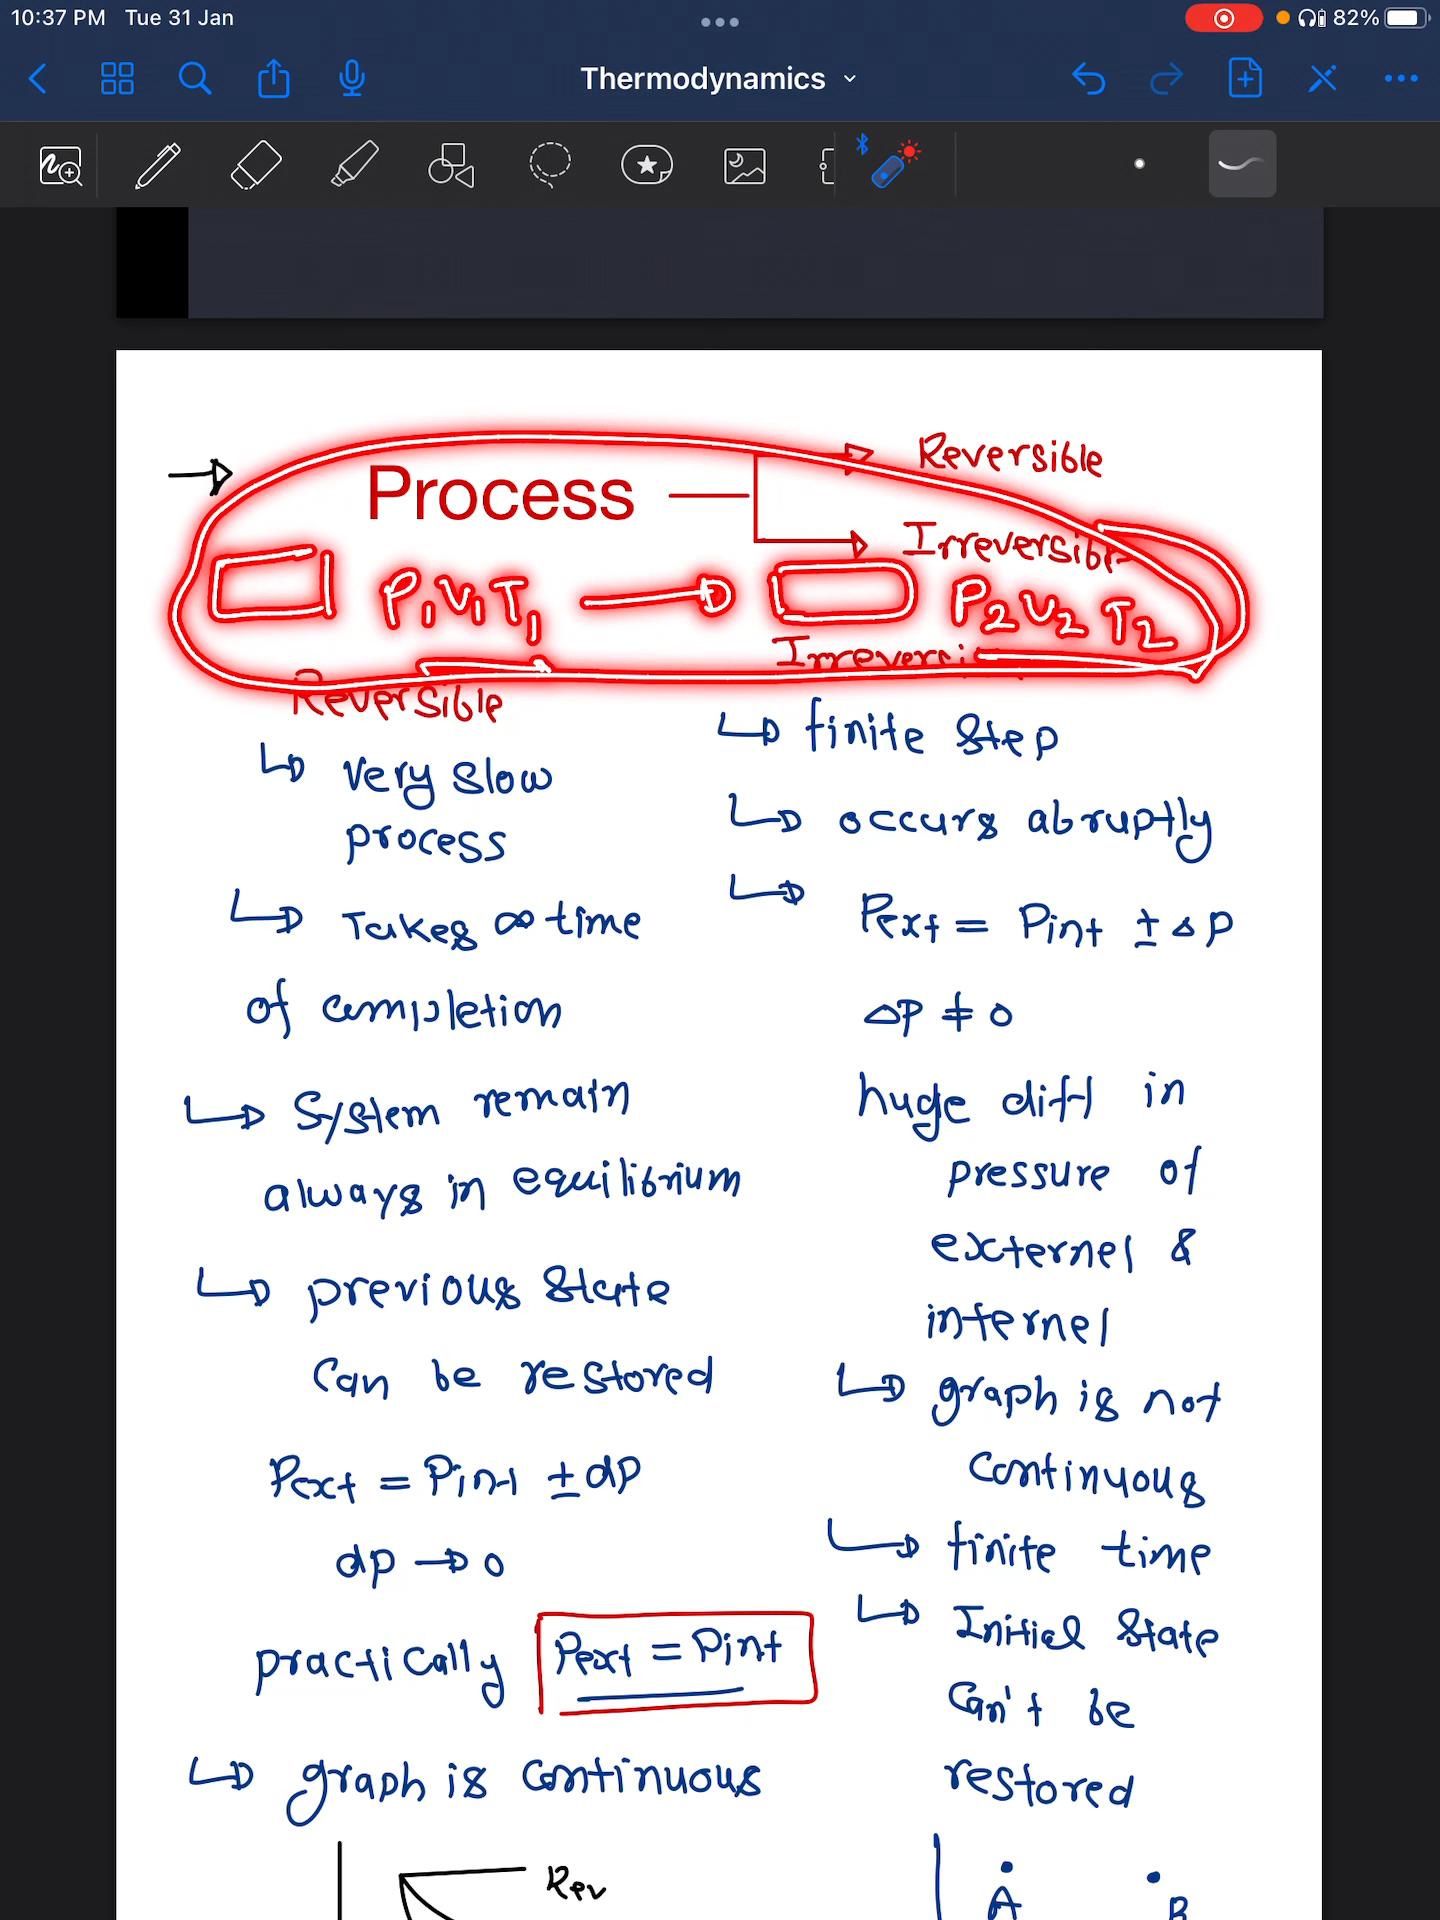 10:37 PM Tue 31 Jan
82%
Thermodynamics
Process
Reversible
Irreversible
P₁V₁T₁
P₂V₂T₂
Reversible
very slow
process
Takes ∞ time
of completion
System remain
always in equilibrium
previous state
Can be restored
Pext = Pint ± dp
dp → 0
practically Pext = Pint
graph is continuous
Rev
Irreversi
finite step
occurs abruptly
Pext = Pint ± ΔP
ΔP ≠ 0
huge diff in
pressure of
externel &
internel
graph is not
Continuous
finite time
Initial State
Can't be
restored
A
B